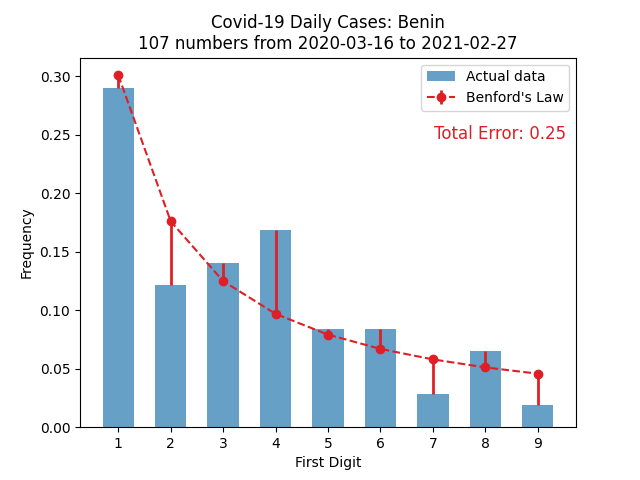 Covid-19 Daily Cases: Benin
107 numbers from 2020-03-16 to 2021-02-27
Actual data
Benford's Law
Total Error: 0.25
Frequency
0.30
0.25
0.20
0.15
0.10
0.05
0.00
1 2 3 4 5 6 7 8 9
First Digit